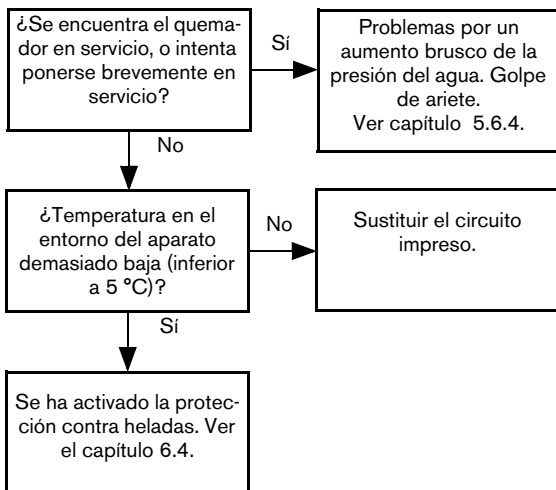 ¿Se encuentra el quema-
dor en servicio, o intenta
ponerse brevemente en
servicio?
Sí
Problemas por un
aumento brusco de la
presión del agua. Golpe
de ariete.
Ver capítulo 5.6.4.
No
¿Temperatura en el
entorno del aparato
demasiado baja (inferior
a 5 °C)?
No
Sustituir el circuito
impreso.
Sí
Se ha activado la protec-
ción contra heladas. Ver
el capítulo 6.4.